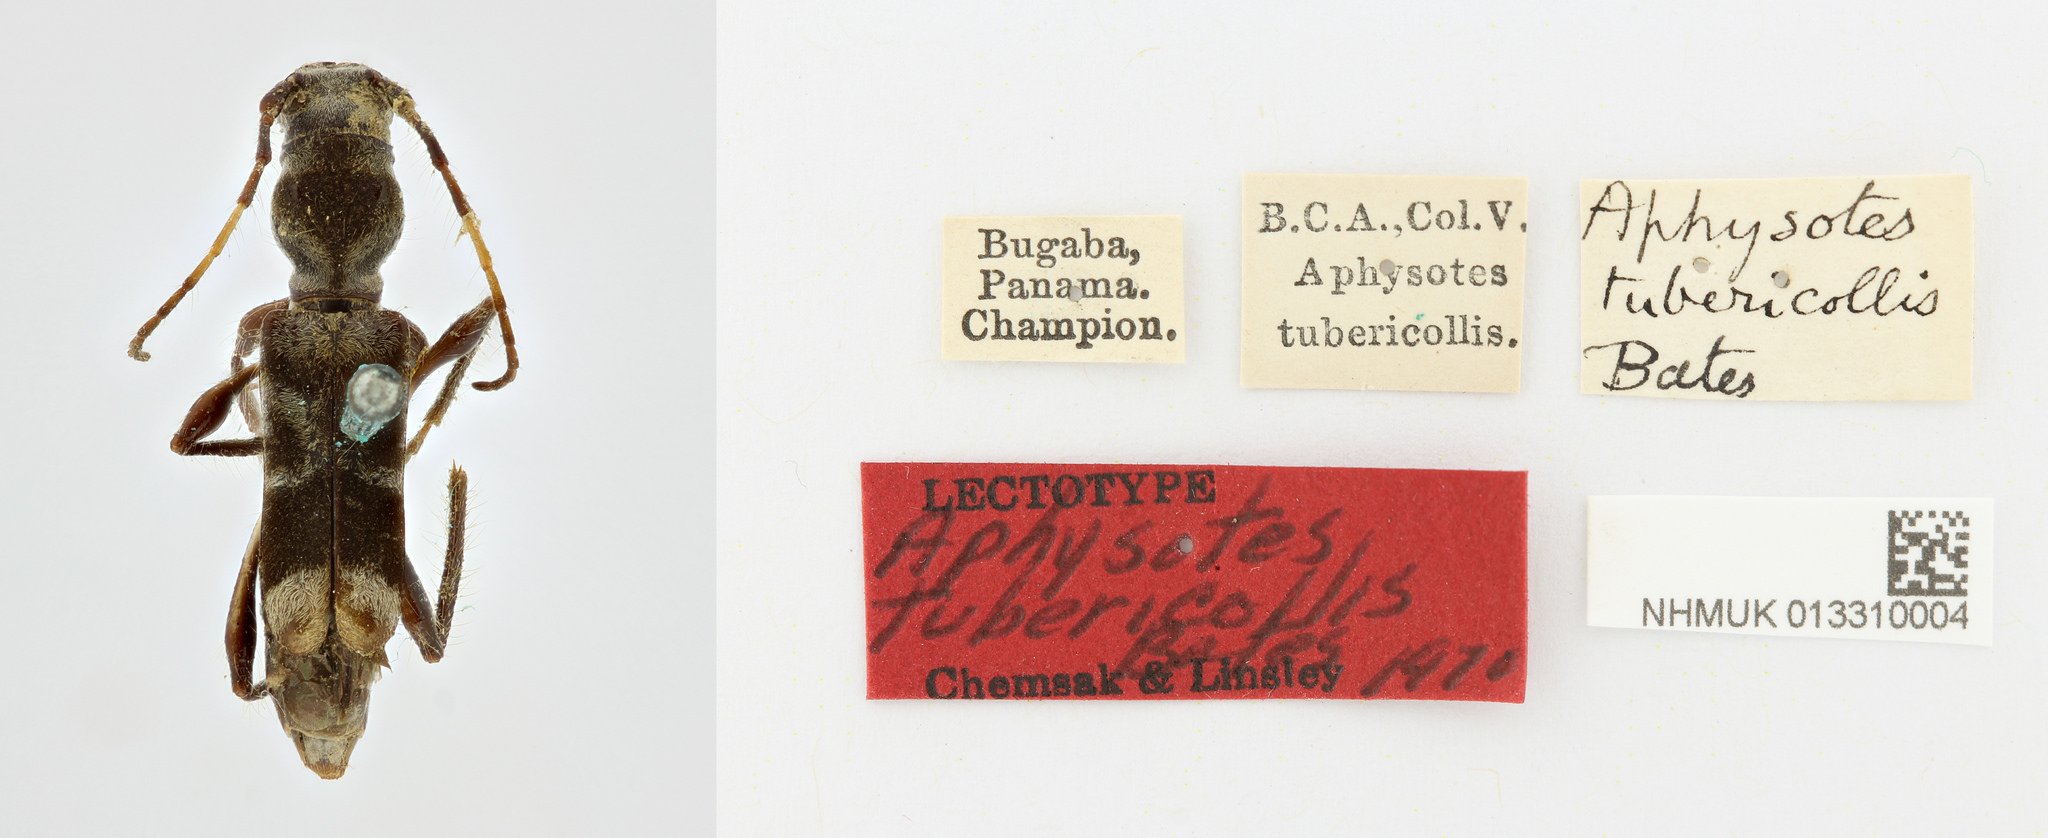 Bugaba,
Panama.
Champion.
B.C.A., Col. V.
Aphysotes
tubericollis.
Aphysotes
tubericollis
Bates
LECTOTYPE
Aphysotes
tubericollis
Bates 1970
Chemsak & Linsley
NHMUK 013310004